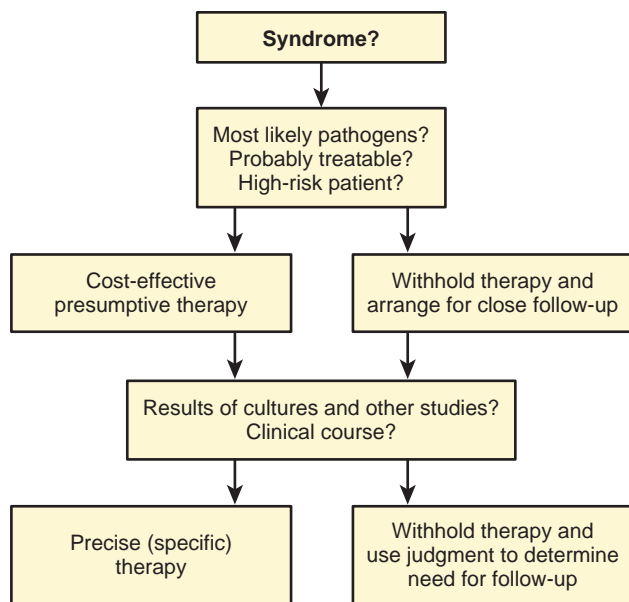 Syndrome?
Most likely pathogens?
Probably treatable?
High-risk patient?
Cost-effective
presumptive therapy
Withhold therapy and
arrange for close follow-up
Results of cultures and other studies?
Clinical course?
Precise (specific)
therapy
Withhold therapy and
use judgment to determine
need for follow-up